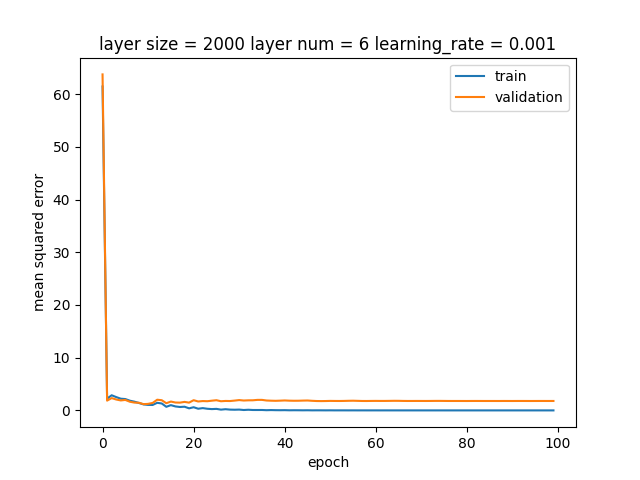 layer size = 2000 layer num = 6 learning_rate = 0.001
train
validation
60
50
40
30
20
10
0
mean squared error
0
20
40
60
80
100
epoch